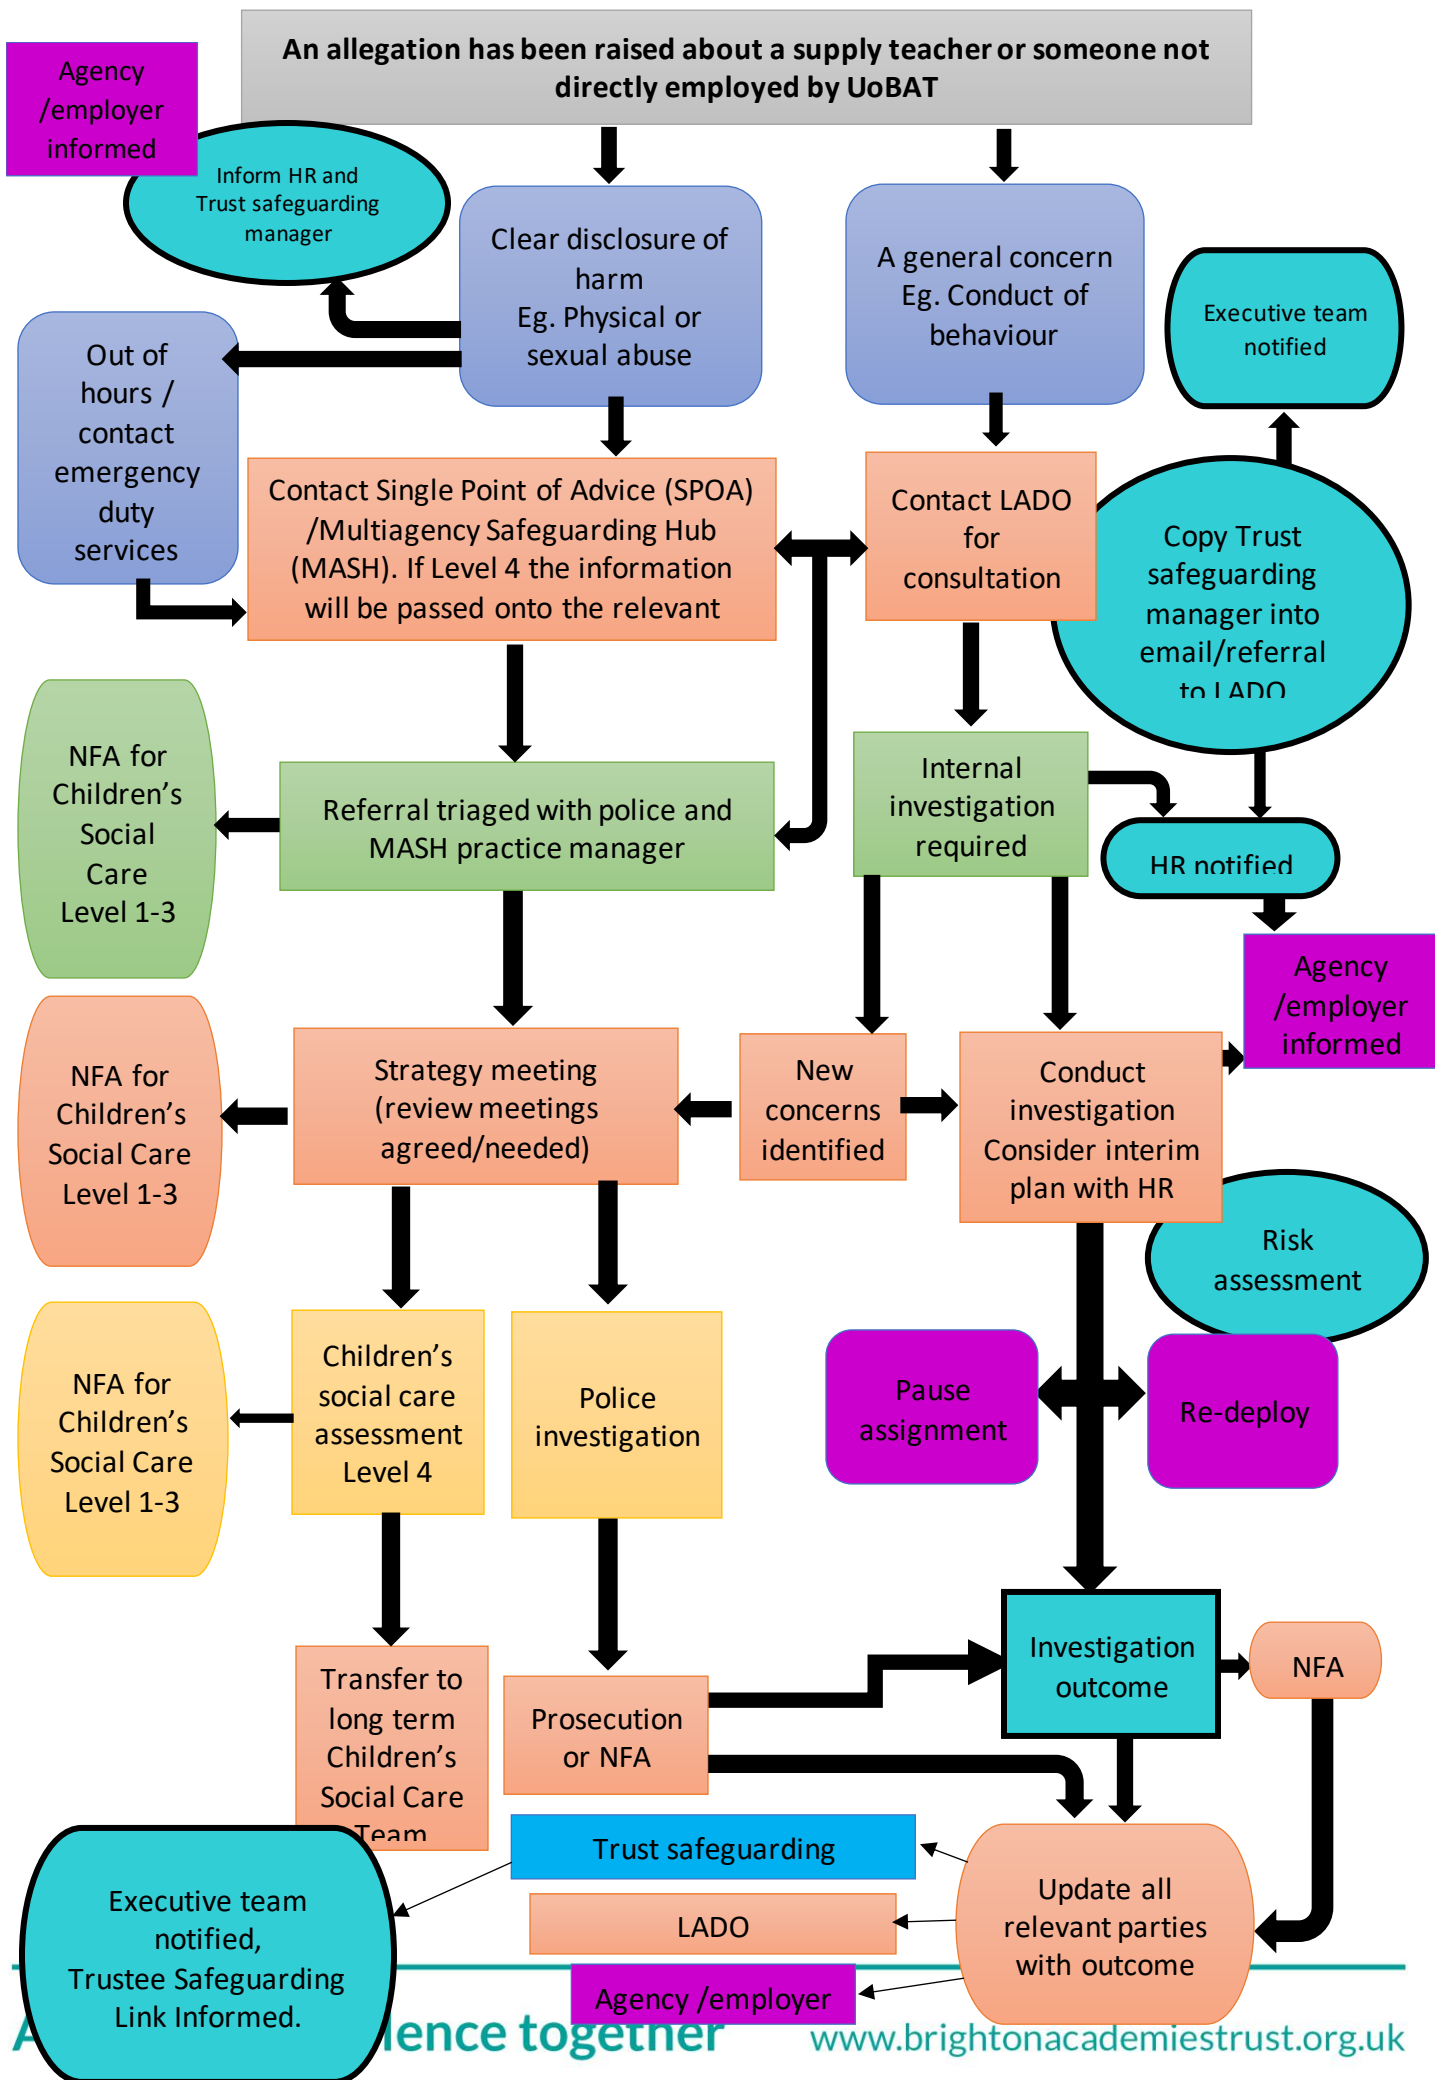 An allegation has been raised about a supply teacher or someone not
directly employed by UoBAT
Agency
/employer
informed
Inform HR and
Trust safeguarding
manager
Clear disclosure of
harm
Eg. Physical or
sexual abuse
A general concern
Eg. Conduct of
behaviour
Executive team
notified
Out of
hours /
contact
emergency
duty
services
Contact Single Point of Advice (SPOA)
/Multiagency Safeguarding Hub
(MASH). If Level 4 the information
will be passed onto the relevant
Contact LADO
for
consultation
Copy Trust
safeguarding
manager into
email/referral
to LADO
NFA for
Children’s
Social
Care
Level 1-3
Referral triaged with police and
MASH practice manager
Internal
investigation
required
HR notified
Agency
/employer
informed
NFA for
Children’s
Social Care
Level 1-3
Strategy meeting
(review meetings
agreed/needed)
New
concerns
identified
Conduct
investigation
Consider interim
plan with HR
Risk
assessment
NFA for
Children’s
Social Care
Level 1-3
Children’s
social care
assessment
Level 4
Police
investigation
Pause
assignment
Re-deploy
Transfer to
long term
Children’s
Social Care
Team
Prosecution
or NFA
Investigation
outcome
NFA
Trust safeguarding
LADO
Agency /employer
Update all
relevant parties
with outcome
Executive team
notified,
Trustee Safeguarding
Link Informed.
lence together
www.brightonacademiestrust.org.uk